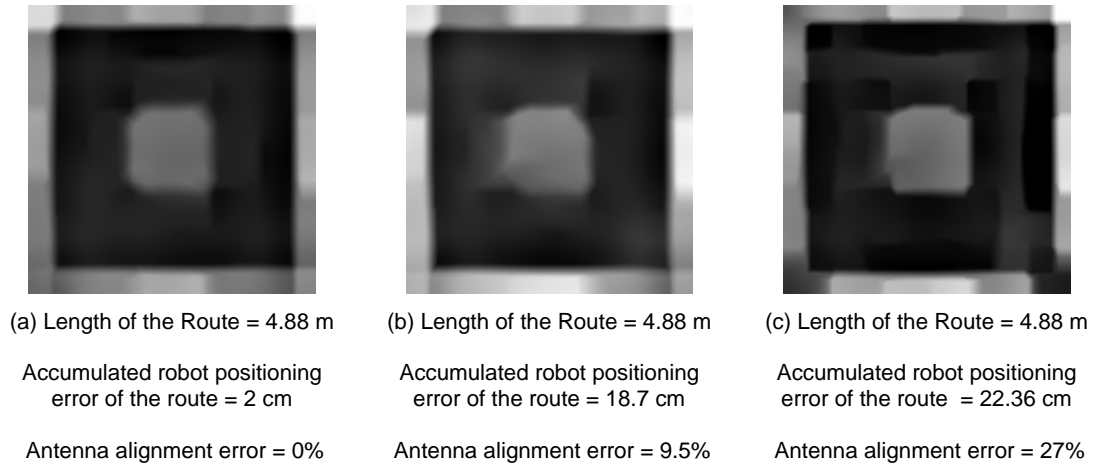 (a) Length of the Route = 4.88 m
Accumulated robot positioning
error of the route = 2 cm
Antenna alignment error = 0%
(b) Length of the Route = 4.88 m
Accumulated robot positioning
error of the route = 18.7 cm
Antenna alignment error = 9.5%
(c) Length of the Route = 4.88 m
Accumulated robot positioning
error of the route  = 22.36 cm
Antenna alignment error = 27%